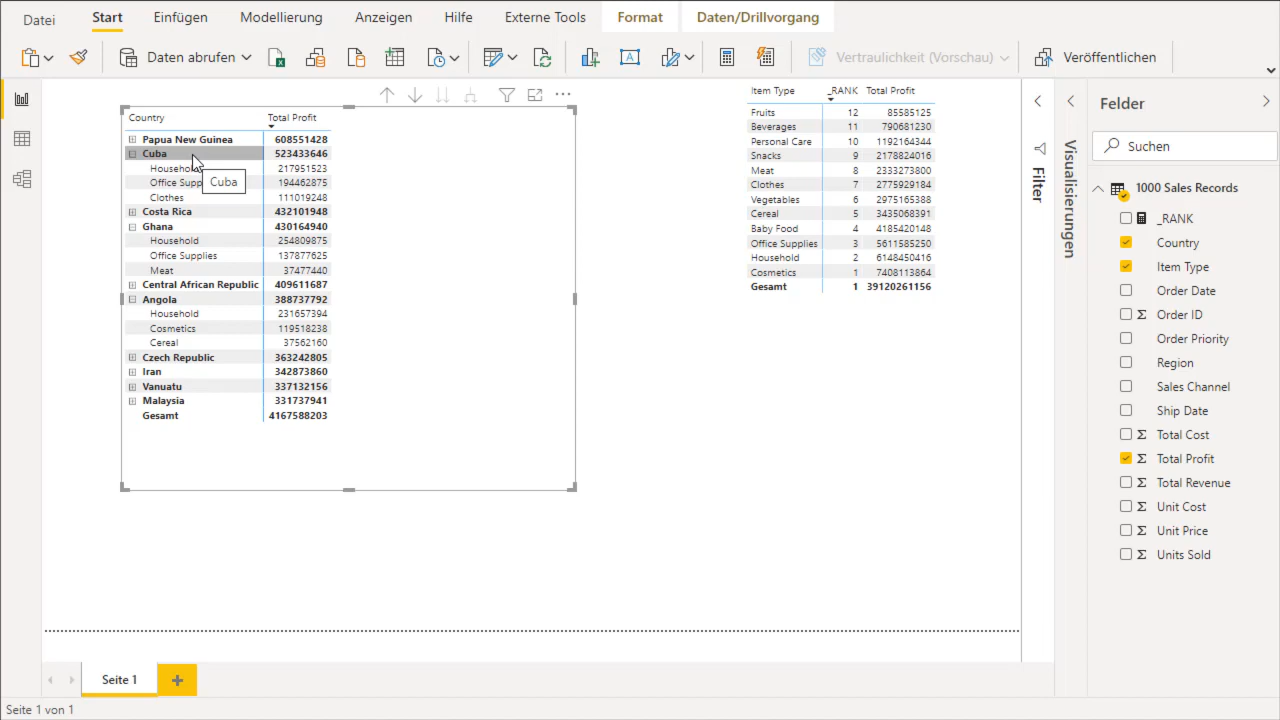 Datei Start Einfügen Modellierung Anzeigen Hilfe Externe Tools Format Daten/Drillvorgang
Daten abrufen Vertraulichkeit (Vorschau) Veröffentlichen
Country Total Profit
Papua New Guinea 608551428
Cuba 523433646
Household 217951523
Office Supp 194462875
Clothes 111019248
Cuba
Costa Rica 432101948
Ghana 430164940
Household 254809875
Office Supplies 137877625
Meat 37477440
Central African Republic 409611687
Angola 388737792
Household 231657394
Cosmetics 119518238
Cereal 37562160
Czech Republic 363242805
Iran 342873860
Vanuatu 337132156
Malaysia 331737941
Gesamt 4167588203
Item Type _RANK Total Profit
Fruits 12 85585125
Beverages 11 790681230
Personal Care 10 1192164344
Snacks 9 2178824016
Meat 8 2333273800
Clothes 7 2775929184
Vegetables 6 2975165388
Cereal 5 3435068391
Baby Food 4 4185420148
Office Supplies 3 5611585250
Household 2 6148450416
Cosmetics 1 7408113864
Gesamt 1 39120261156
Filter
Visualisierungen
Felder
Suchen
1000 Sales Records
_RANK
Country
Item Type
Order Date
Σ Order ID
Order Priority
Region
Sales Channel
Ship Date
Σ Total Cost
Σ Total Profit
Σ Total Revenue
Σ Unit Cost
Σ Unit Price
Σ Units Sold
Seite 1
Seite 1 von 1